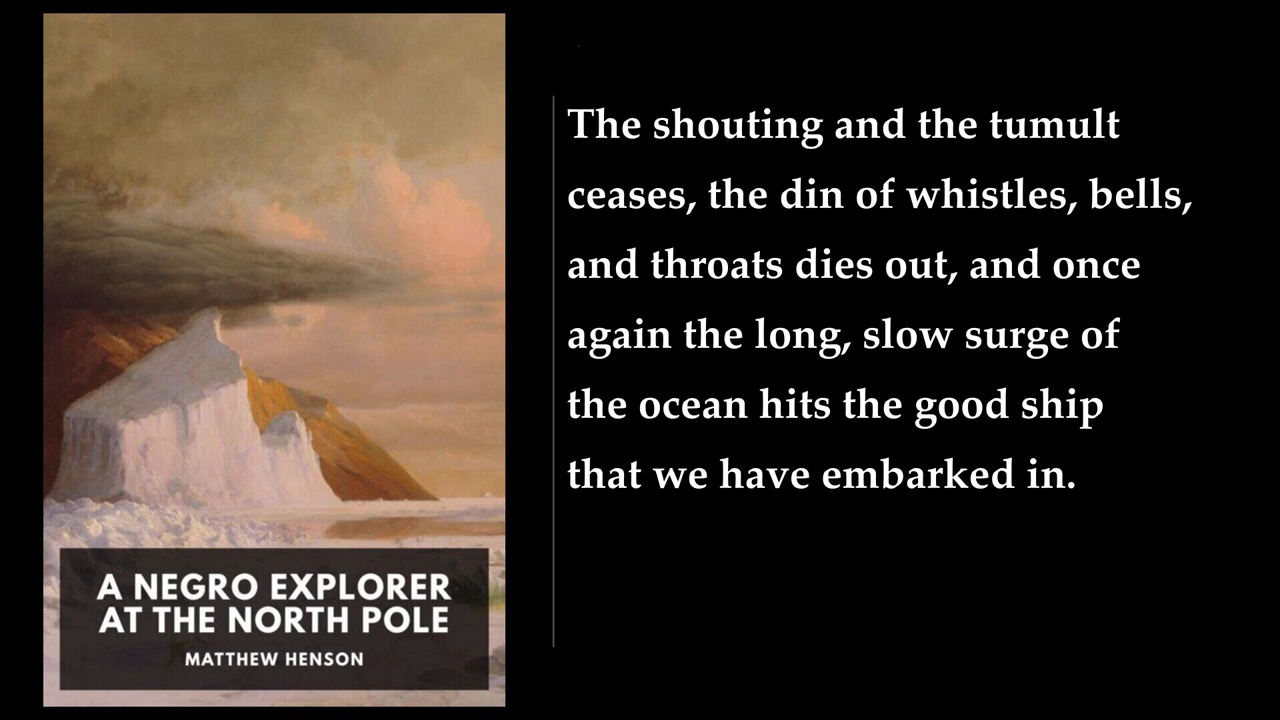 The shouting and the tumult
ceases, the din of whistles, bells,
and throats dies out, and once
again the long, slow surge of
the ocean hits the good ship
that we have embarked in.
A NEGRO EXPLORER
AT THE NORTH POLE
MATTHEW HENSON